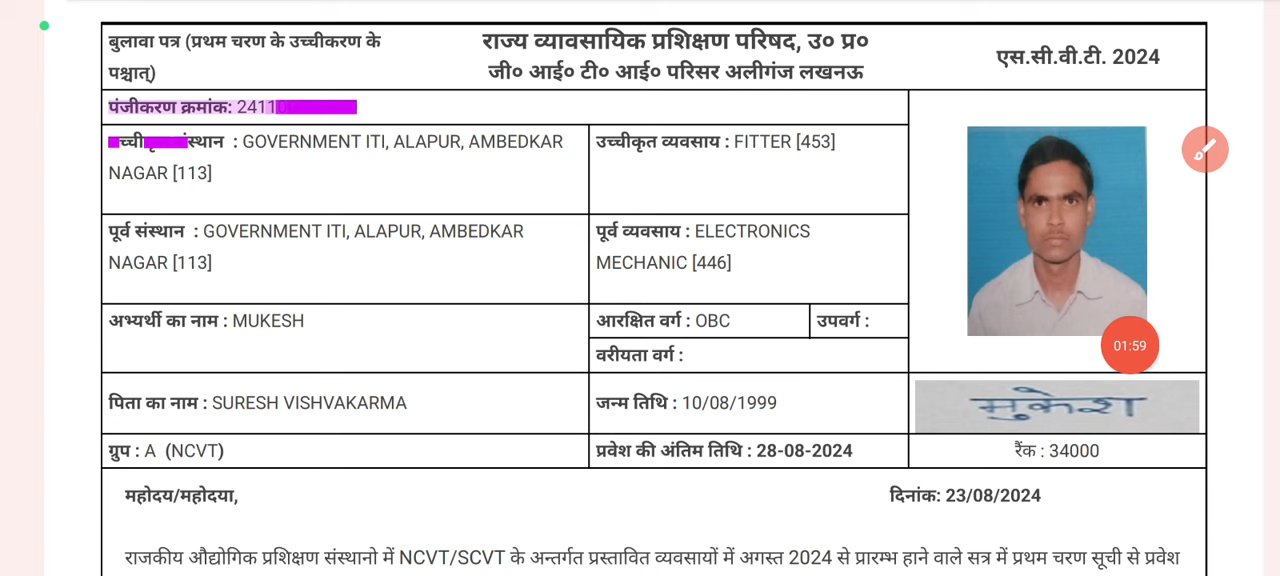 बुलावा पत्र (प्रथम चरण के उच्चीकरण के
पश्चात्)
राज्य व्यावसायिक प्रशिक्षण परिषद, उ० प्र०
जी० आई० टी० आई० परिसर अलीगंज लखनऊ
एस.सी.वी.टी. 2024
पंजीकरण क्रमांक: 2411
संस्थान : GOVERNMENT ITI, ALAPUR, AMBEDKAR
NAGAR [113]
उच्चीकृत व्यवसाय : FITTER [453]
पूर्व संस्थान : GOVERNMENT ITI, ALAPUR, AMBEDKAR
NAGAR [113]
पूर्व व्यवसाय : ELECTRONICS
MECHANIC [446]
अभ्यर्थी का नाम : MUKESH
आरक्षित वर्ग : OBC
उपवर्ग :
वरीयता वर्ग :
01:59
पिता का नाम : SURESH VISHVAKARMA
जन्म तिथि : 10/08/1999
मुकेश
ग्रुप : A (NCVT)
प्रवेश की अंतिम तिथि : 28-08-2024
रैंक : 34000
महोदय/महोदया,
दिनांक: 23/08/2024
राजकीय औद्योगिक प्रशिक्षण संस्थानो में NCVT/SCVT के अन्तर्गत प्रस्तावित व्यवसायों में अगस्त 2024 से प्रारम्भ हाने वाले सत्र में प्रथम चरण सूची से प्रवेश